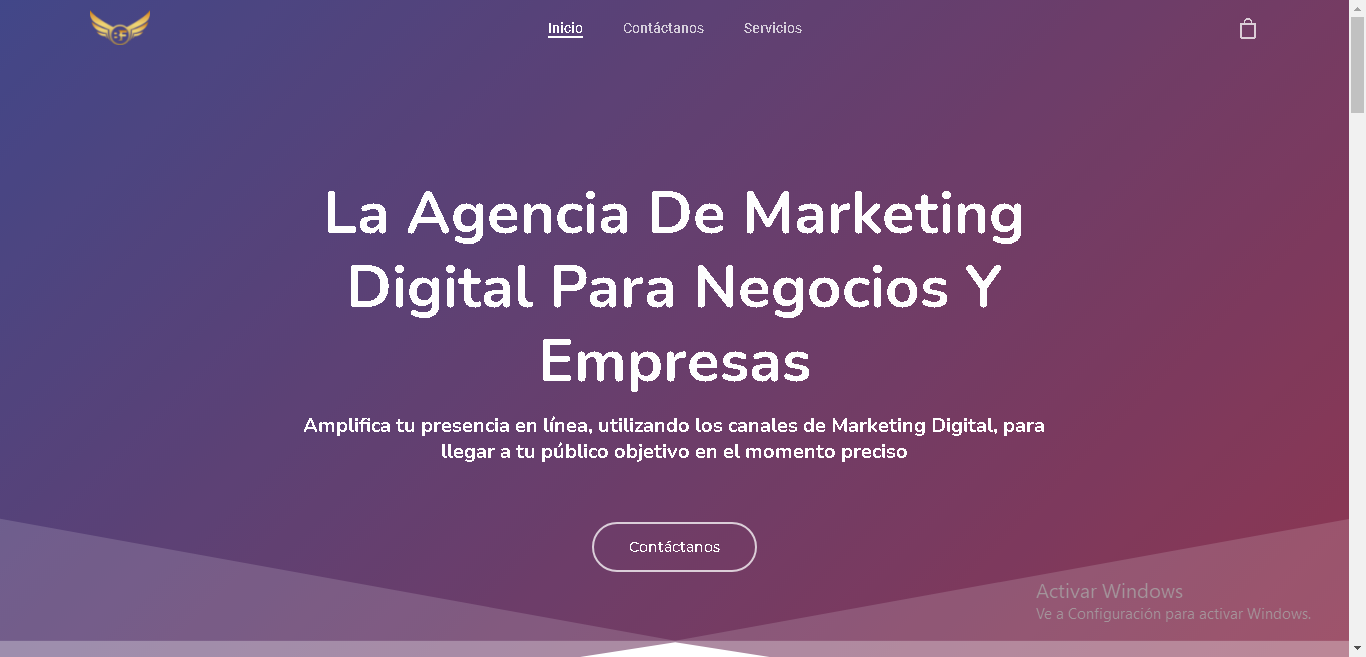 Inicio Contáctanos Servicios
La Agencia De Marketing
Digital Para Negocios Y
Empresas
Amplifica tu presencia en línea, utilizando los canales de Marketing Digital, para
llegar a tu público objetivo en el momento preciso
Contáctanos
Activar Windows
Ve a Configuración para activar Windows.